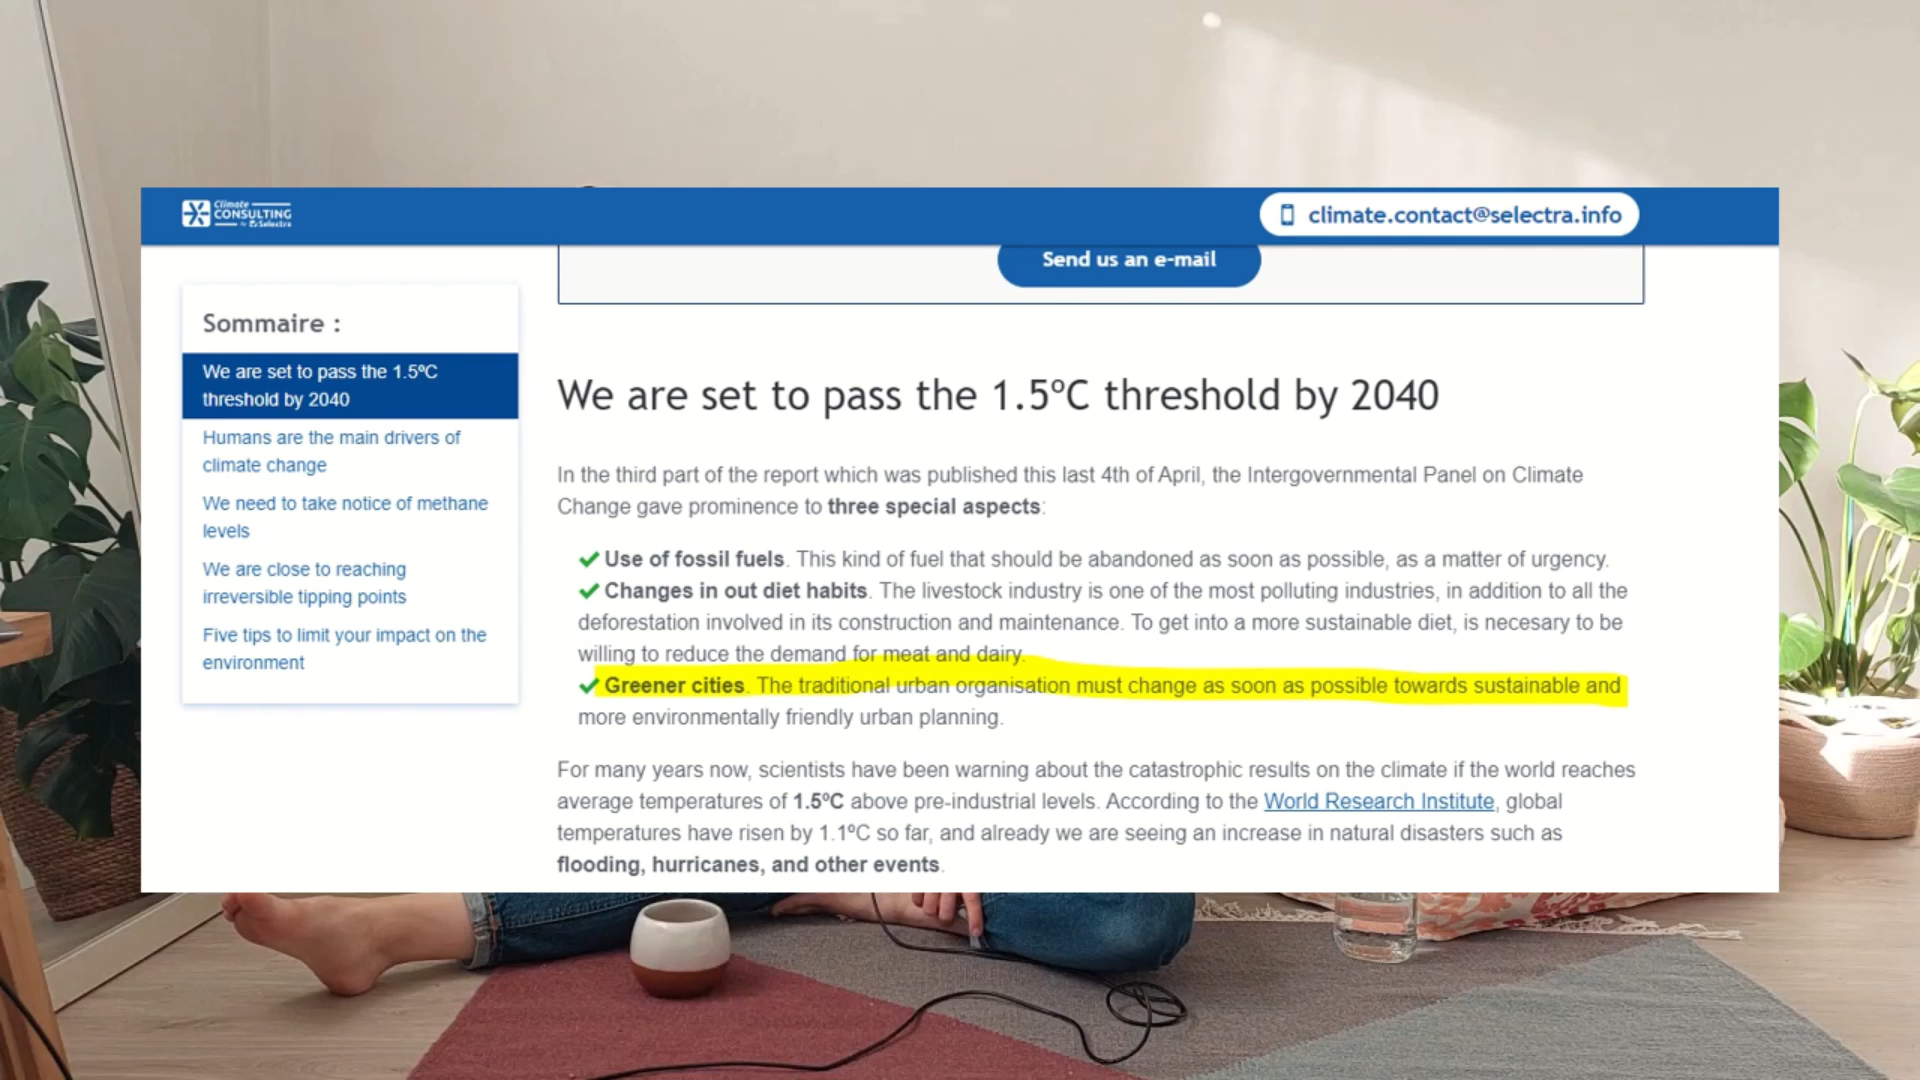 Climate
CONSULTING
by Selectra
climate.contact@selectra.info
Send us an e-mail
Sommaire :
We are set to pass the 1.5ºC
threshold by 2040
Humans are the main drivers of
climate change
We need to take notice of methane
levels
We are close to reaching
irreversible tipping points
Five tips to limit your impact on the
environment
We are set to pass the 1.5ºC threshold by 2040
In the third part of the report which was published this last 4th of April, the Intergovernmental Panel on Climate
Change gave prominence to three special aspects:
✔ Use of fossil fuels. This kind of fuel that should be abandoned as soon as possible, as a matter of urgency.
✔ Changes in out diet habits. The livestock industry is one of the most polluting industries, in addition to all the
deforestation involved in its construction and maintenance. To get into a more sustainable diet, is necesary to be
willing to reduce the demand for meat and dairy.
✔ Greener cities. The traditional urban organisation must change as soon as possible towards sustainable and
more environmentally friendly urban planning.
For many years now, scientists have been warning about the catastrophic results on the climate if the world reaches
average temperatures of 1.5ºC above pre-industrial levels. According to the World Research Institute, global
temperatures have risen by 1.1ºC so far, and already we are seeing an increase in natural disasters such as
flooding, hurricanes, and other events.